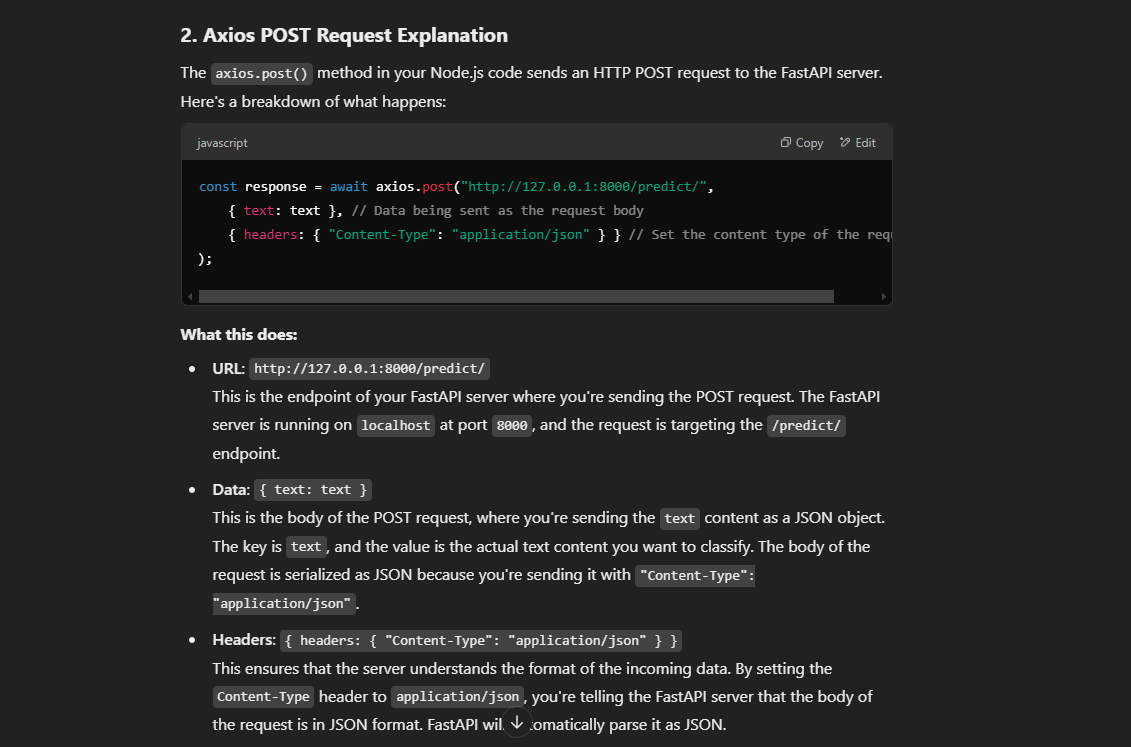 2. Axios POST Request Explanation
The axios.post() method in your Node.js code sends an HTTP POST request to the FastAPI server.
Here's a breakdown of what happens:
javascript Copy Edit
const response = await axios.post("http://127.0.0.1:8000/predict/",
{ text: text }, // Data being sent as the request body
{ headers: { "Content-Type": "application/json" } } // Set the content type of the
);
What this does:
• URL: http://127.0.0.1:8000/predict/
This is the endpoint of your FastAPI server where you're sending the POST request. The FastAPI
server is running on localhost at port 8000, and the request is targeting the /predict/
endpoint.
• Data: { text: text }
This is the body of the POST request, where you're sending the text content as a JSON object.
The key is text, and the value is the actual text content you want to classify. The body of the
request is serialized as JSON because you're sending it with "Content-Type":
"application/json".
• Headers: { headers: { "Content-Type": "application/json" } }
This ensures that the server understands the format of the incoming data. By setting the
Content-Type header to application/json, you're telling the FastAPI server that the body of
the request is in JSON format. FastAPI parse it as JSON.